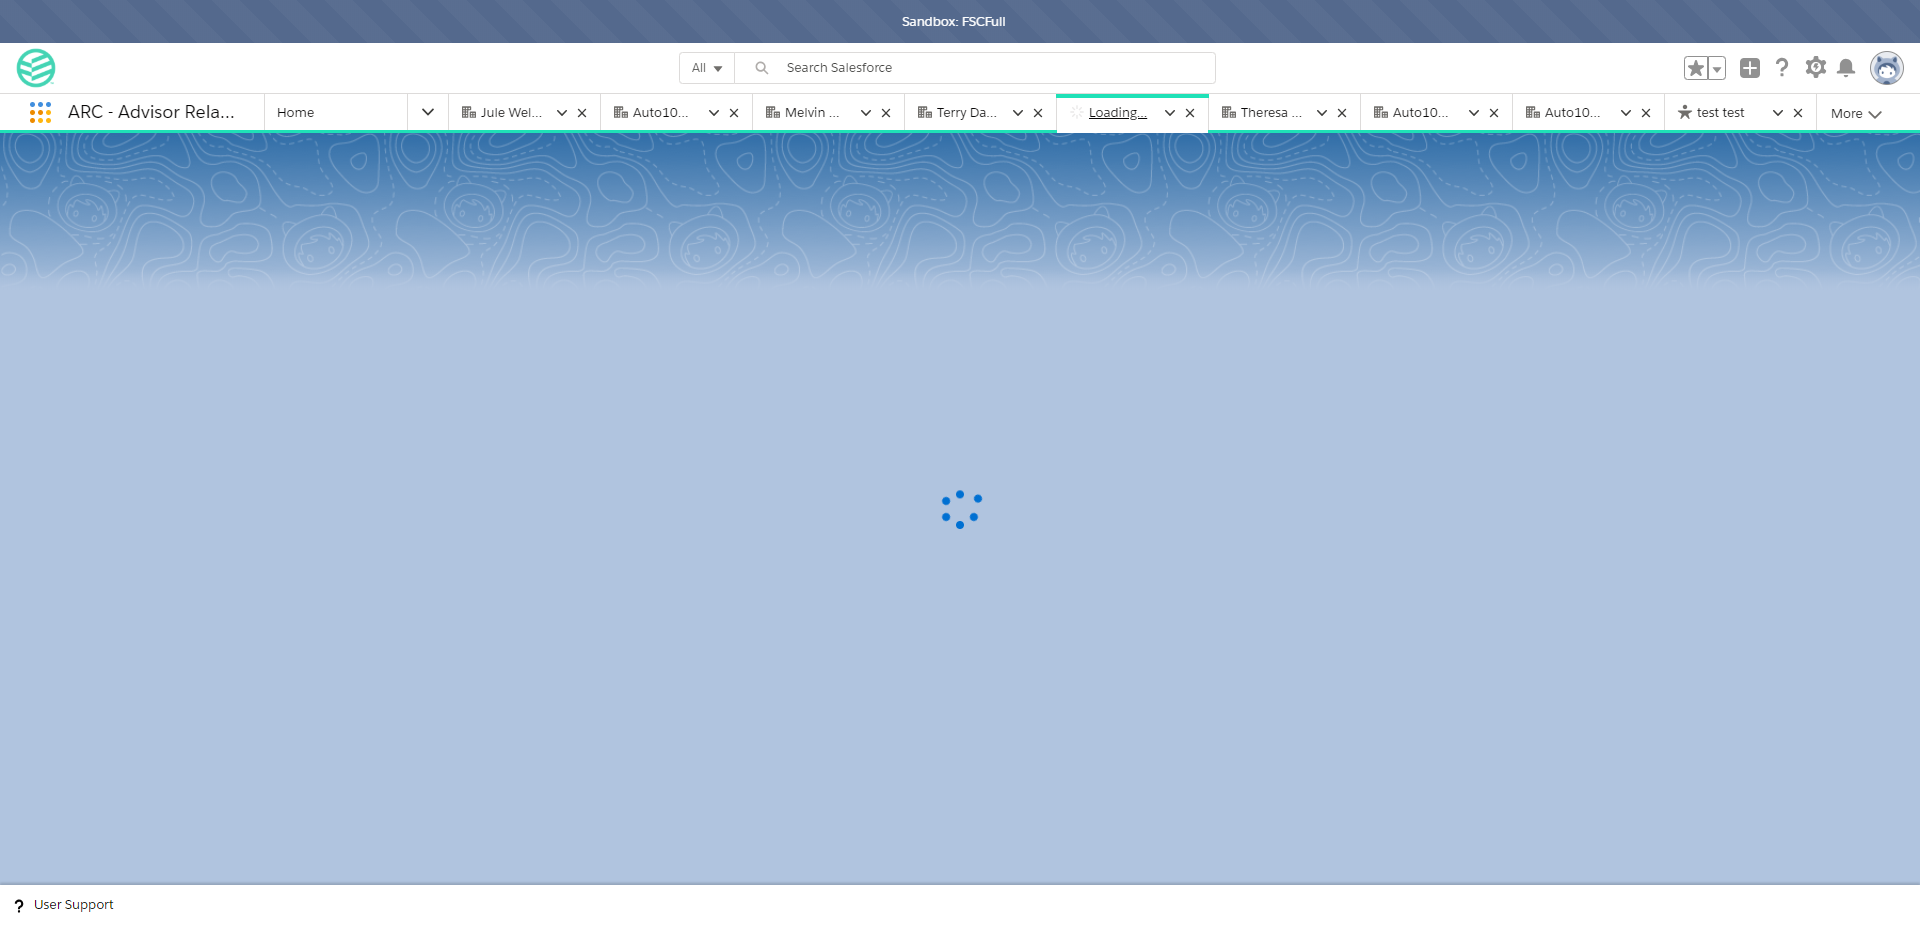 Sandbox: FSCFull
All
Search Salesforce
ARC - Advisor Rela...
Home
Jule Wel...
Auto10...
Melvin ...
Terry Da...
Loading...
Theresa ...
Auto10...
Auto10...
test test
More
? User Support